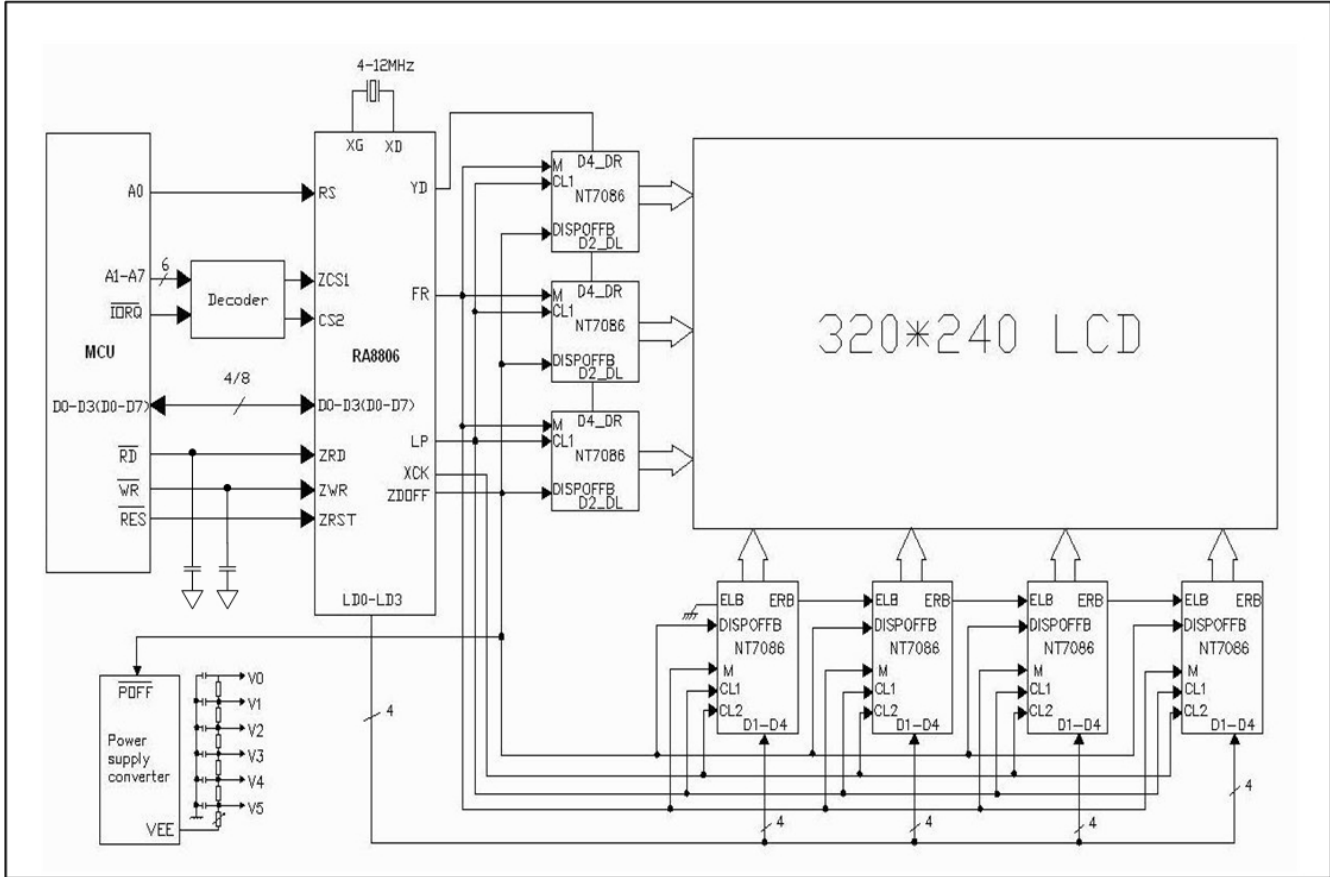 4-12MHz
MCU
A0
A1-A7
6
IORQ
D0-D3(D0-D7)
4/8
RD
WR
RES
Decoder
XG XD
RS
ZCS1
CS2
RA8806
D0-D3(D0-D7)
ZRD
ZWR
ZRST
LD0-LD3
YD
FR
LP
XCK
ZDOFF
D4_DR
M
CL1
NT7086
DISPOFFB
D2_DL
D4_DR
M
CL1
NT7086
DISPOFFB
D2_DL
D4_DR
M
CL1
NT7086
DISPOFFB
D2_DL
320*240 LCD
ELB ERB
DISPOFFB
NT7086
M
CL1
CL2
D1-D4
ELB ERB
DISPOFFB
NT7086
M
CL1
CL2
D1-D4
ELB ERB
DISPOFFB
NT7086
M
CL1
CL2
D1-D4
ELB ERB
DISPOFFB
NT7086
M
CL1
CL2
D1-D4
POFF
Power
supply
converter
VEE
V0
V1
V2
V3
V4
V5
4
4
4
4
4